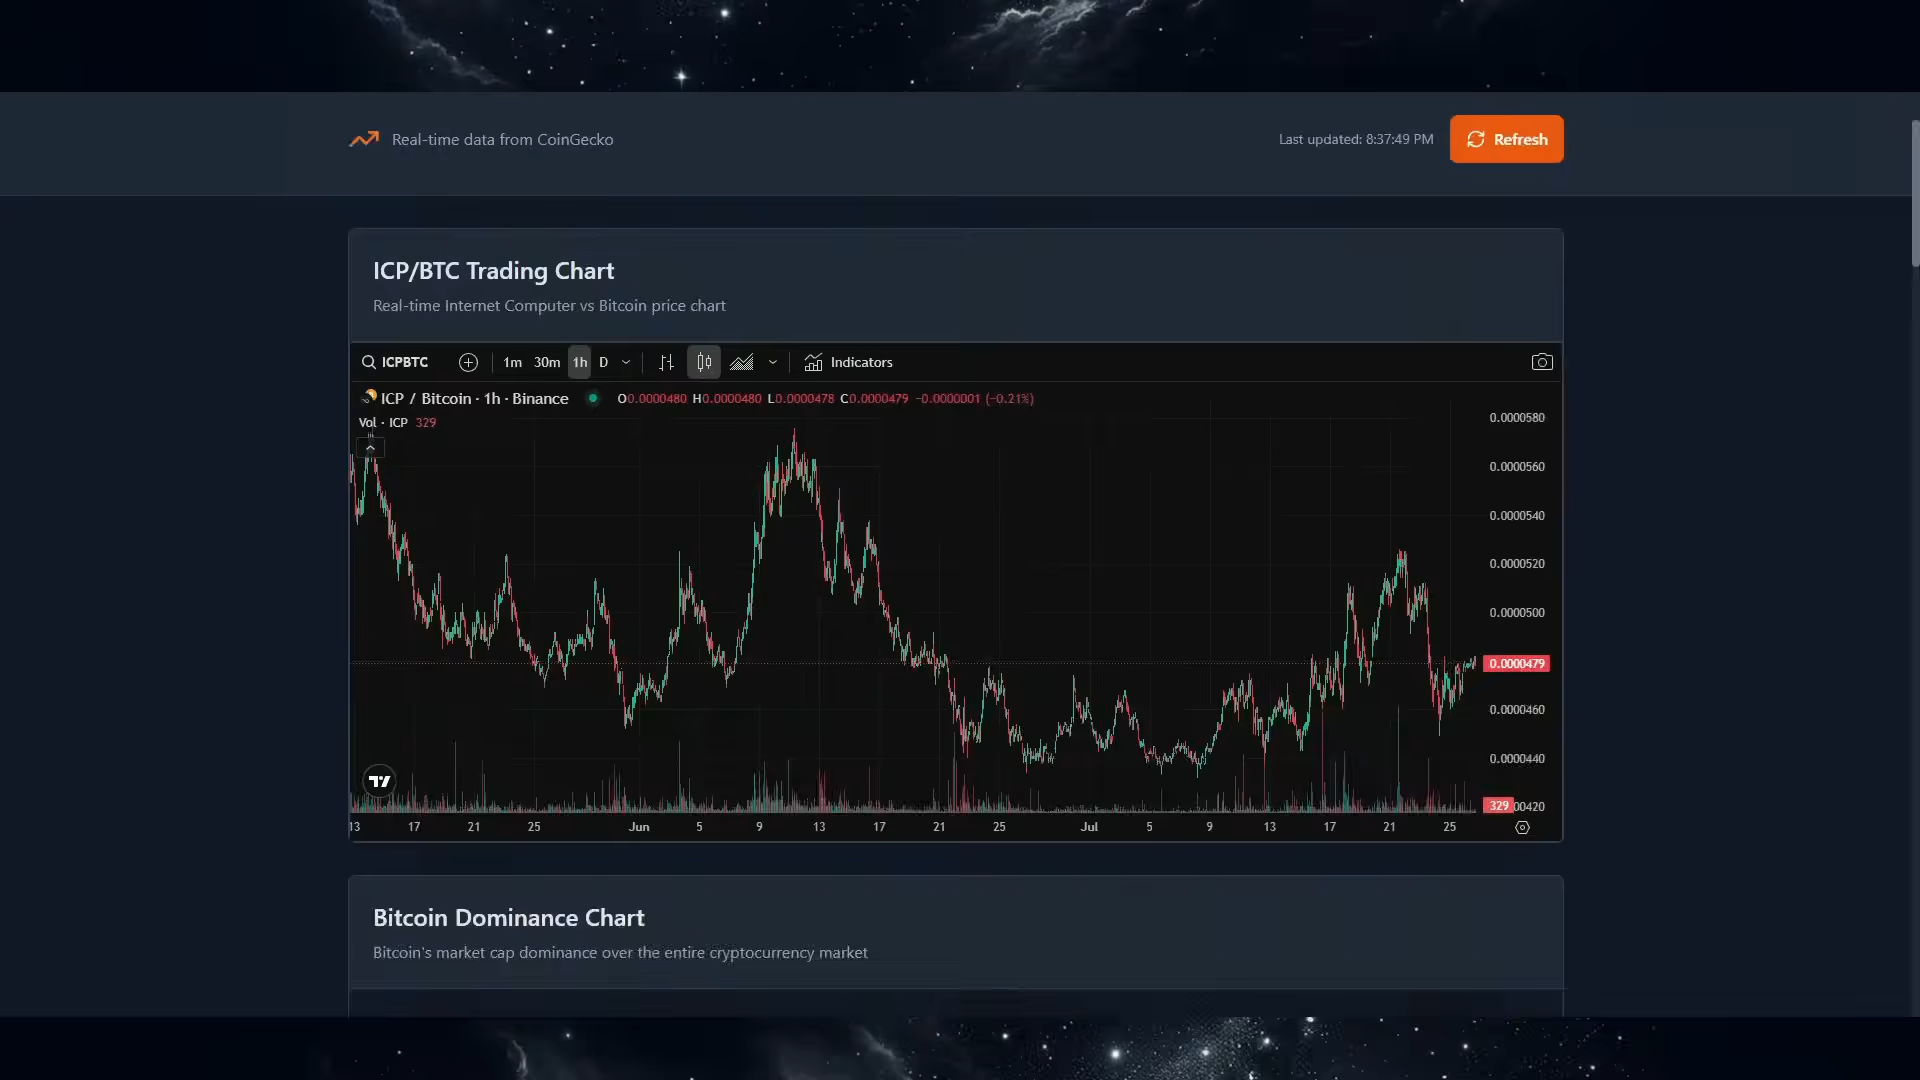 Real-time data from CoinGecko
Last updated: 8:37:49 PM
Refresh
ICP/BTC Trading Chart
Real-time Internet Computer vs Bitcoin price chart
ICPBTC
1m 30m 1h D
Indicators
ICP / Bitcoin · 1h · Binance
O0.0000480 H0.0000480 L0.0000478 C0.0000479 −0.0000001 (−0.21%)
Vol · ICP 329
0.0000580
0.0000560
0.0000540
0.0000520
0.0000500
0.0000479
0.0000460
0.0000440
329
00420
13 17 21 25 Jun 5 9 13 17 21 25 Jul 5 9 13 17 21 25
Bitcoin Dominance Chart
Bitcoin's market cap dominance over the entire cryptocurrency market